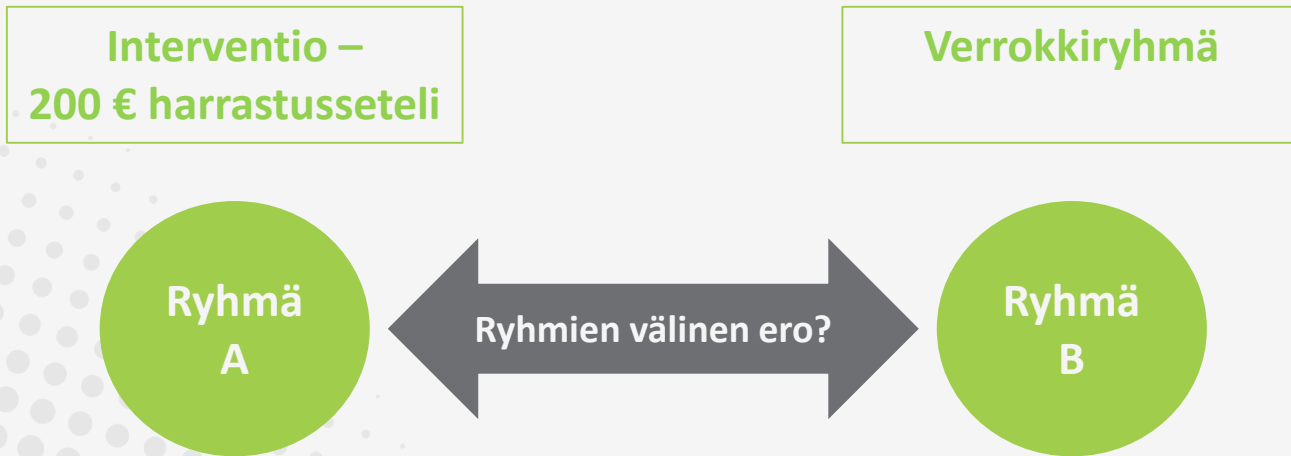 Interventio –
200 € harrastusseteli
Verrokkiryhmä
Ryhmä
A
Ryhmien välinen ero?
Ryhmä
B